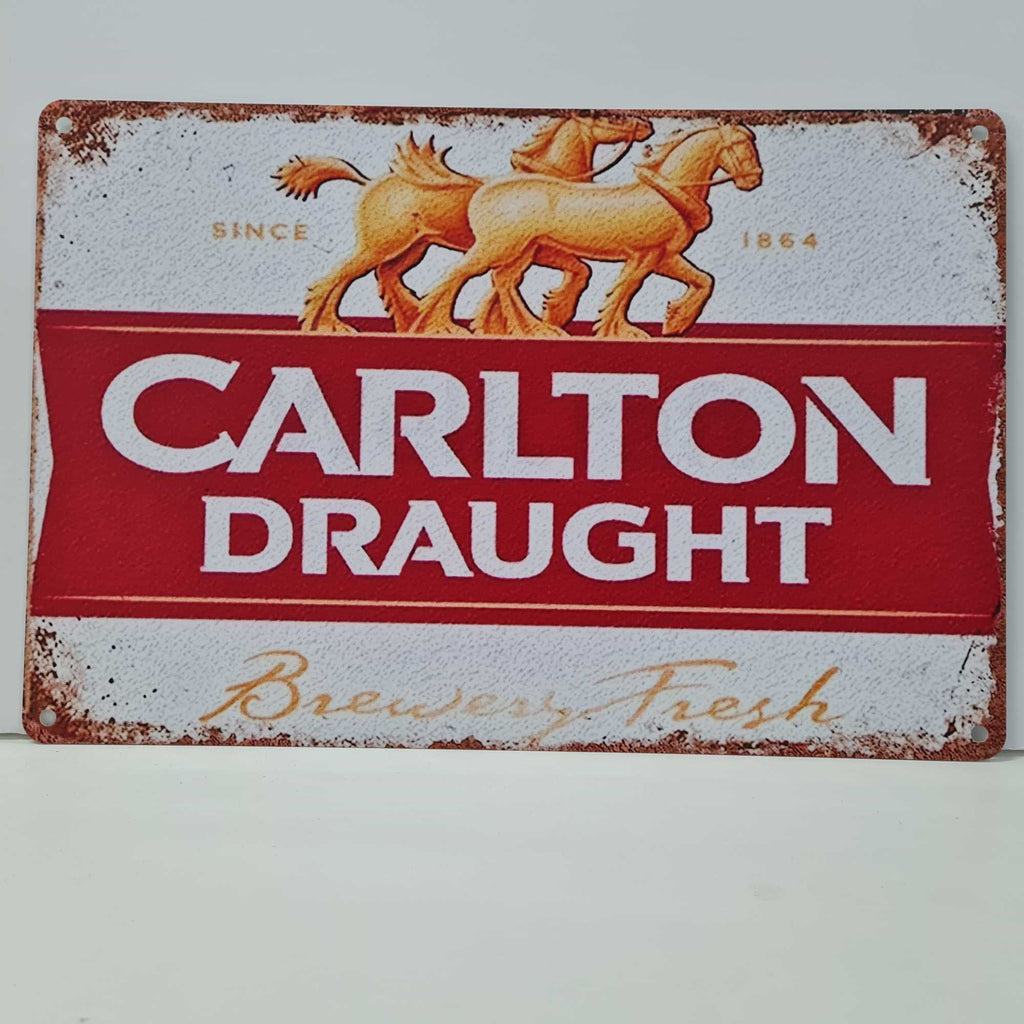 SINCE 1864
CARLTON
DRAUGHT
Brewery Fresh